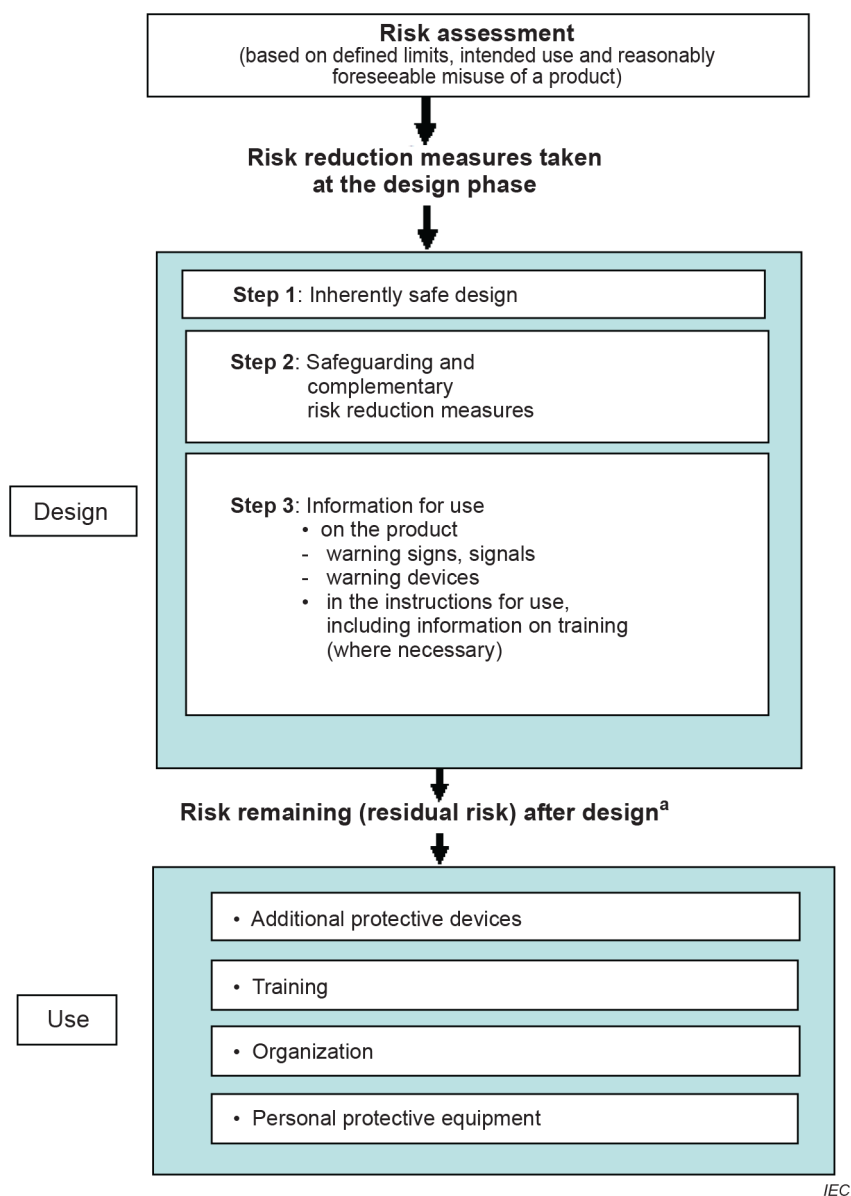 Risk assessment
(based on defined limits, intended use and reasonably
foreseeable misuse of a product)
Risk reduction measures taken
at the design phase
Step 1: Inherently safe design
Step 2: Safeguarding and
complementary
risk reduction measures
Design
Step 3: Information for use
• on the product
- warning signs, signals
- warning devices
• in the instructions for use,
including information on training
(where necessary)
Risk remaining (residual risk) after designᵃ
• Additional protective devices
• Training
Use
• Organization
• Personal protective equipment
IEC